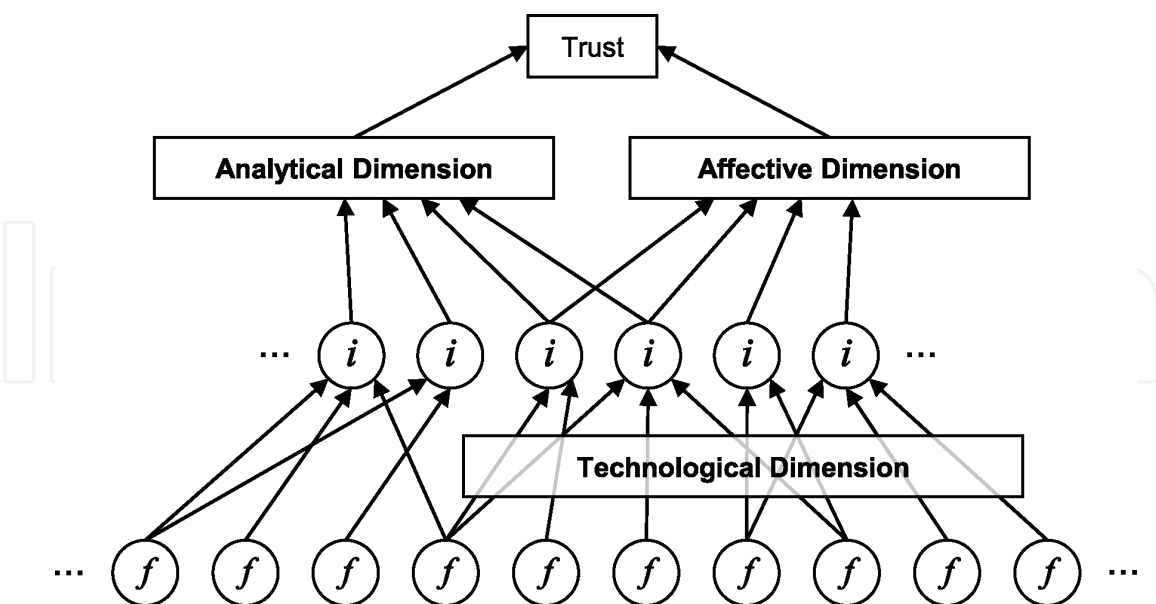 Trust
Analytical Dimension Affective Dimension
... i i i i i i ...
Technological Dimension
... f f f f f f f f f f ...